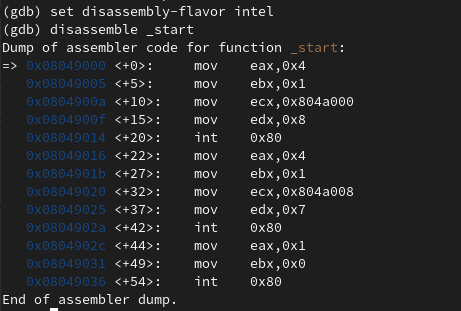 (gdb) set disassembly-flavor intel
(gdb) disassemble _start
Dump of assembler code for function _start:
=> 0x08049000 <+0>:     mov    eax,0x4
   0x08049005 <+5>:     mov    ebx,0x1
   0x0804900a <+10>:    mov    ecx,0x804a000
   0x0804900f <+15>:    mov    edx,0x8
   0x08049014 <+20>:    int    0x80
   0x08049016 <+22>:    mov    eax,0x4
   0x0804901b <+27>:    mov    ebx,0x1
   0x08049020 <+32>:    mov    ecx,0x804a008
   0x08049025 <+37>:    mov    edx,0x7
   0x0804902a <+42>:    int    0x80
   0x0804902c <+44>:    mov    eax,0x1
   0x08049031 <+49>:    mov    ebx,0x0
   0x08049036 <+54>:    int    0x80
End of assembler dump.